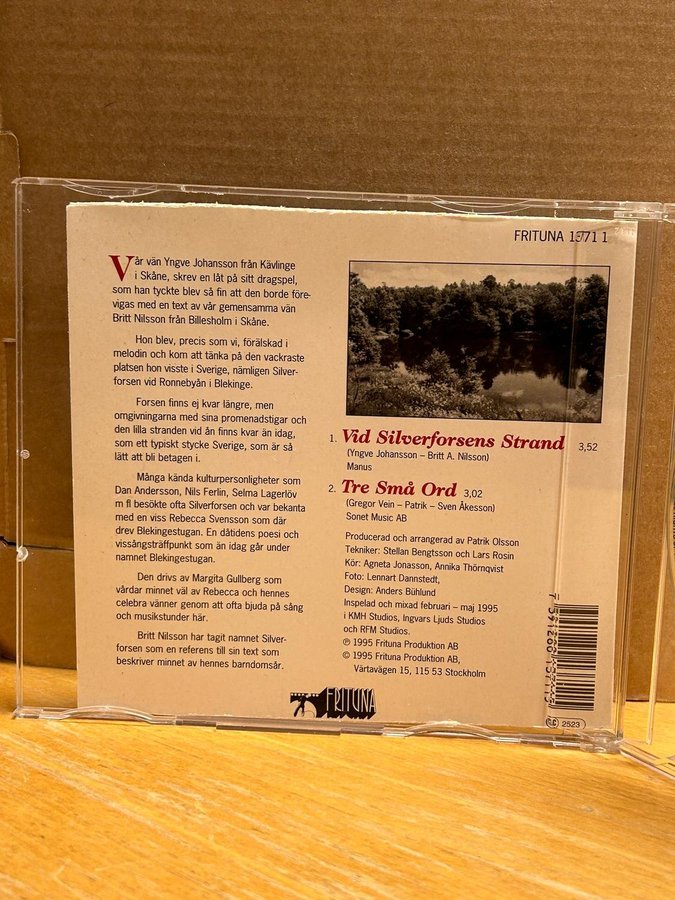 FRITUNA 13711
Vår vän Yngve Johansson från Kävlinge
i Skåne, skrev en låt på sitt dragspel,
som han tyckte blev så fin att den borde före-
vigas med en text av vår gemensamma vän
Britt Nilsson från Billesholm i Skåne.
Hon blev, precis som vi, förälskad i
melodin och kom att tänka på den vackraste
platsen hon visste i Sverige, nämligen Silver-
forsen vid Ronnebyån i Blekinge.
Forsen finns ej kvar längre, men
omgivningarna med sina promenadstigar och
den lilla stranden vid ån finns kvar än idag,
som ett typiskt stycke Sverige, som är så
lätt att bli betagen i.
Många kända kulturpersonligheter som
Dan Andersson, Nils Ferlin, Selma Lagerlöv
m fl besökte ofta Silverforsen och var bekanta
med en viss Rebecca Svensson som där
drev Blekingestugan. En dåtidens poesi och
vissångsträffpunkt som än idag går under
namnet Blekingestugan.
Den drivs av Margita Gullberg som
vårdar minnet väl av Rebecca och hennes
celebra vänner genom att ofta bjuda på sång
och musikstunder här.
Britt Nilsson har tagit namnet Silver-
forsen som en referens till sin text som
beskriver minnet av hennes barndomsår.
1. Vid Silverforsens Strand 3,52
(Yngve Johansson – Britt A. Nilsson)
Manus
2. Tre Små Ord 3,02
(Gregor Vein – Patrik – Sven Åkesson)
Sonet Music AB
Producerad och arrangerad av Patrik Olsson
Tekniker: Stellan Bengtsson och Lars Rosin
Kör: Agneta Jonasson, Annika Thörnqvist
Foto: Lennart Dannstedt,
Design: Anders Bühlund
Inspelad och mixad februari – maj 1995
i KMH Studios, Ingvars Ljuds Studios
och RFM Studios.
℗ 1995 Frituna Produktion AB
© 1995 Frituna Produktion AB,
Värtavägen 15, 115 53 Stockholm
FRITUNA
2523